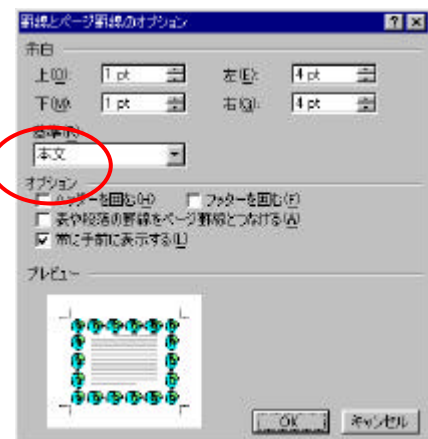 罫線とページ罫線のオプション
余白
上(O): 1 pt 左(E): 4 pt
下(M): 1 pt 右(G): 4 pt
基準(R)
本文
オプション
ヘッダーを囲む(H) フッターを囲む(F)
表や段落の罫線をページ罫線とつなげる(A)
常に手前に表示する(L)
プレビュー
OK キャンセル